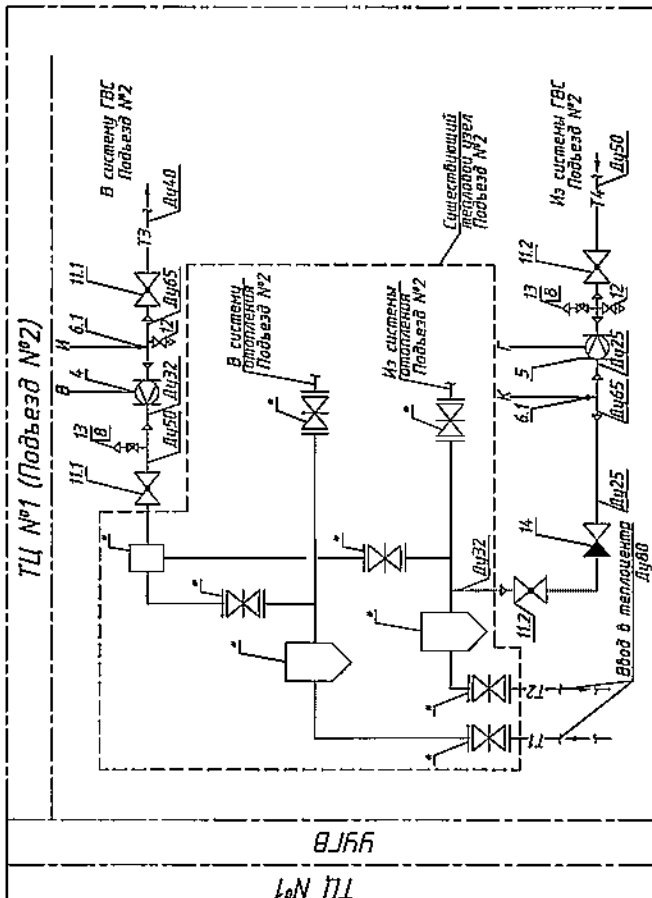 ТЦ №1 (Подъезд №2)
В систему ГВС
Подъезд №2
Ду40
Т3
11.1
Ду65
И
6.1
12
В
4
Ду32
Ду50
13
8
11.1
*
*
*
*
*
*
*
*
В систему
отопления
Подъезд №2
Из системы
отопления
Подъезд №2
Существующий
тепловой узел
Подъезд №2
Из системы ГВС
Подъезд №2
Ду50
Т4
11.2
13
8
12
5
Ду25
К
6.1
Ду65
Ду25
14
Ду32
11.2
Ввод в теплоцентр
Ду80
Т2
Т1
УУГВ
ТЦ №1